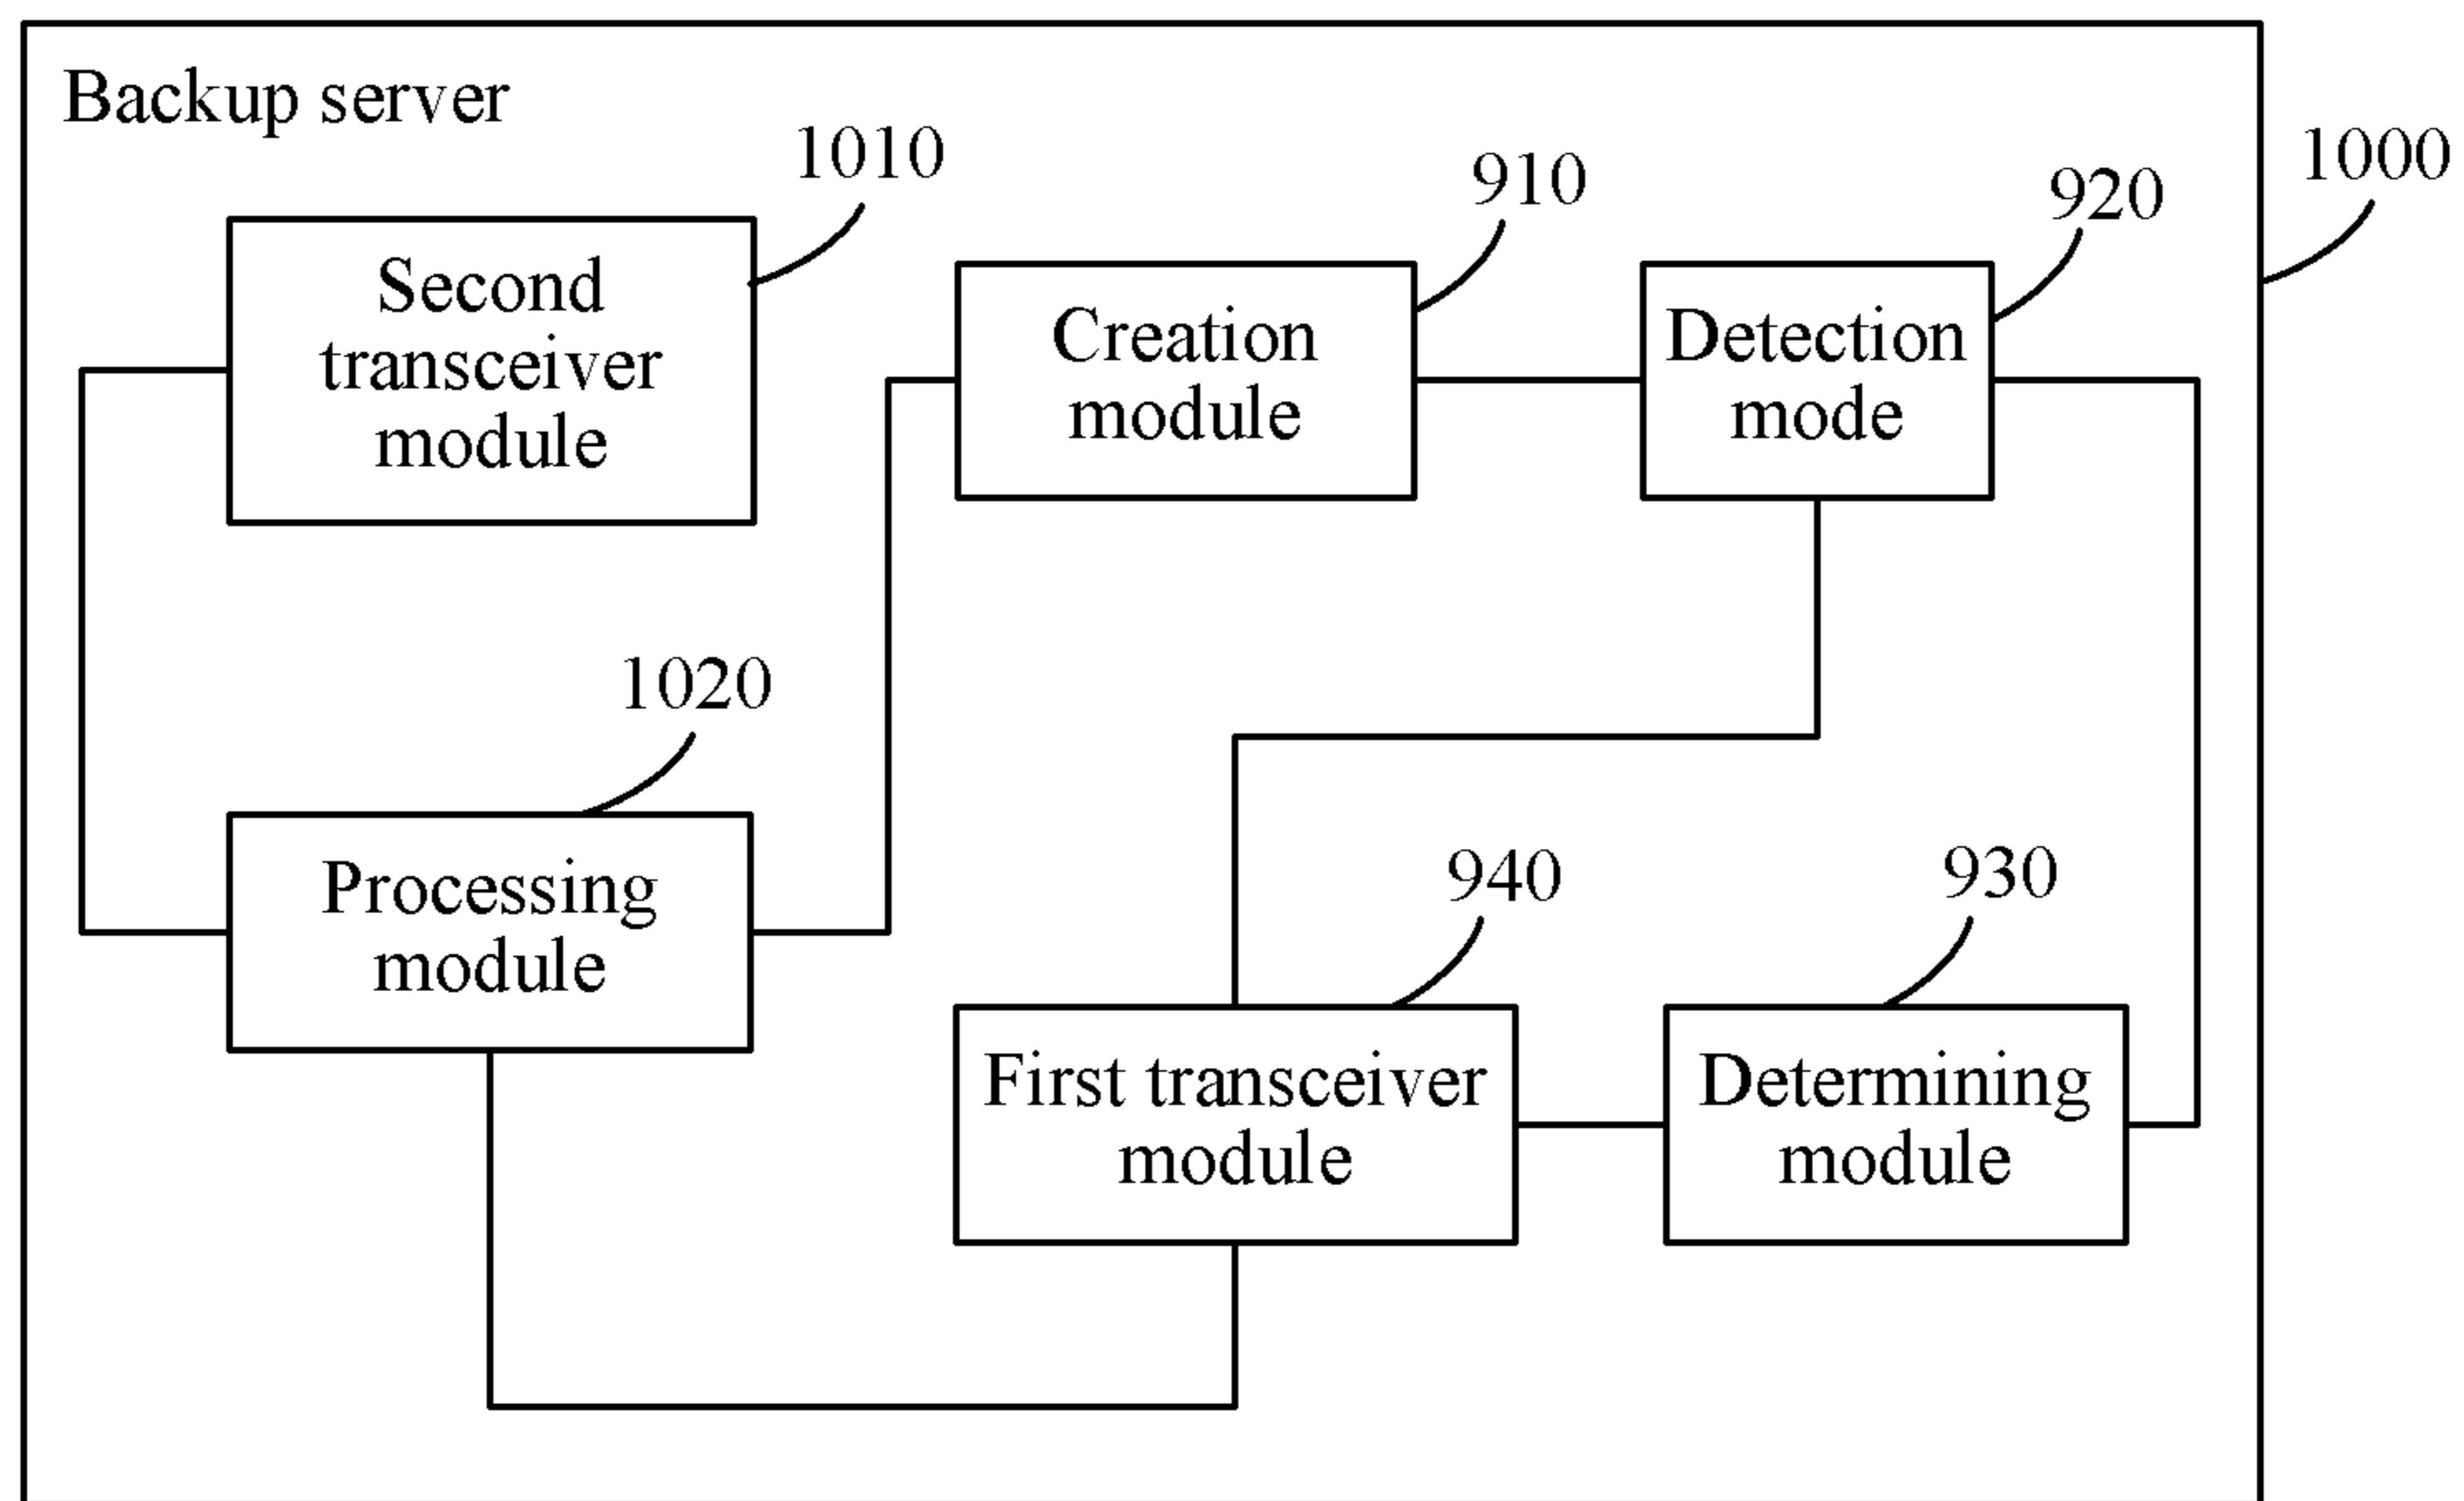 Backup server
1010
910
920
1000
Second
transceiver
module
Creation
module
Detection
mode
1020
Processing
module
940
930
First transceiver
module
Determining
module